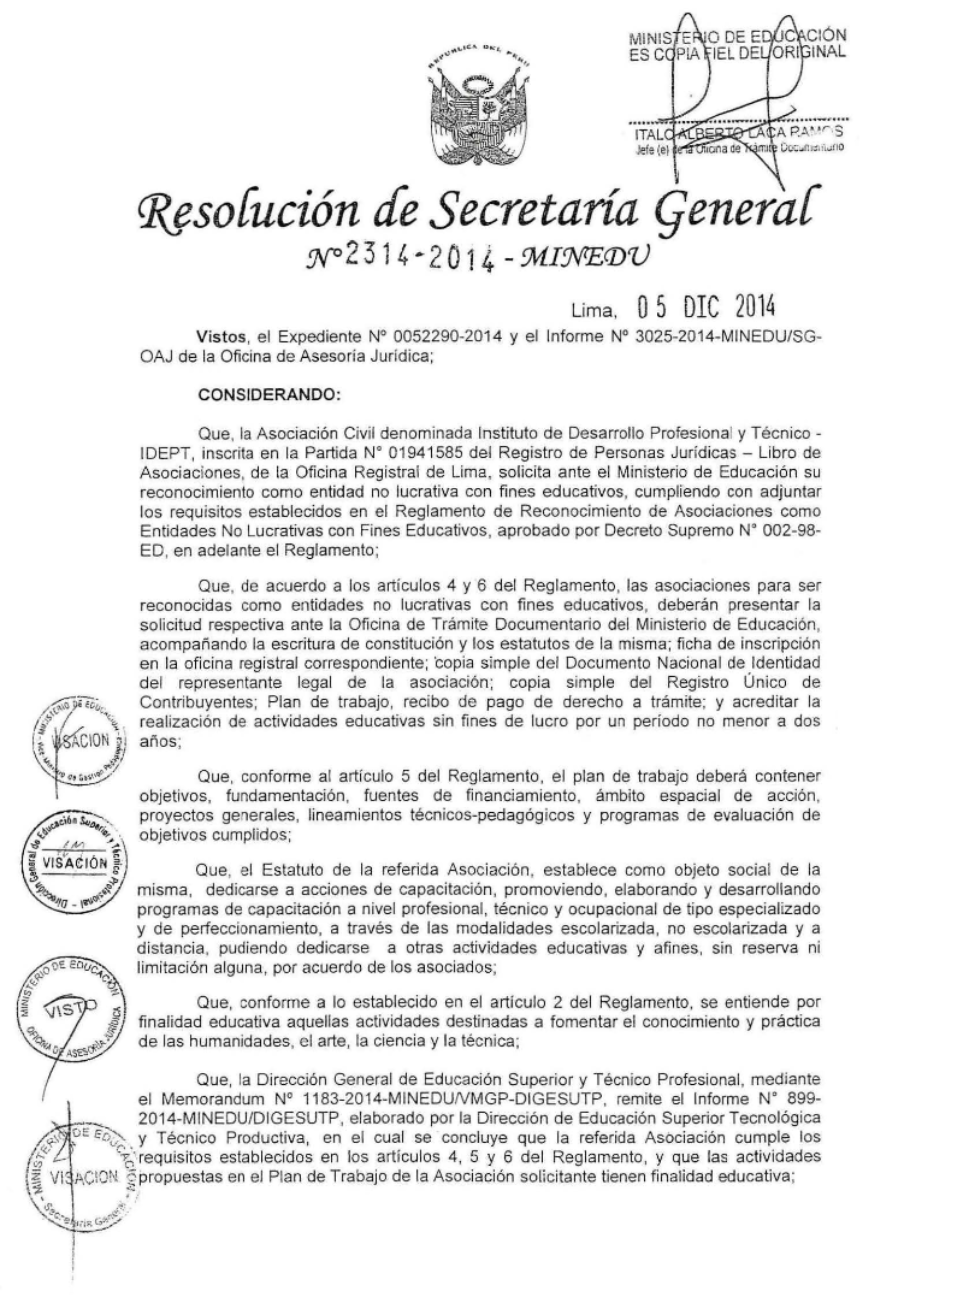 MINISTERIO DE EDUCACIÓN
ES COPIA FIEL DEL ORIGINAL
REPUBLICA DEL PERU
ITALO ALBERTO LACA RAMOS
Jefe (e) de la Oficina de Trámite Documentario
Resolución de Secretaría General
Nº 2314-2014-MINEDU
Lima, 05 DIC 2014
Vistos, el Expediente Nº 0052290-2014 y el Informe Nº 3025-2014-MINEDU/SG-
OAJ de la Oficina de Asesoría Jurídica;
CONSIDERANDO:
Que, la Asociación Civil denominada Instituto de Desarrollo Profesional y Técnico -
IDEPT, inscrita en la Partida N° 01941585 del Registro de Personas Jurídicas – Libro de
Asociaciones, de la Oficina Registral de Lima, solicita ante el Ministerio de Educación su
reconocimiento como entidad no lucrativa con fines educativos, cumpliendo con adjuntar
los requisitos establecidos en el Reglamento de Reconocimiento de Asociaciones como
Entidades No Lucrativas con Fines Educativos, aprobado por Decreto Supremo N° 002-98-
ED, en adelante el Reglamento;
Que, de acuerdo a los artículos 4 y 6 del Reglamento, las asociaciones para ser
reconocidas como entidades no lucrativas con fines educativos, deberán presentar la
solicitud respectiva ante la Oficina de Trámite Documentario del Ministerio de Educación,
acompañando la escritura de constitución y los estatutos de la misma; ficha de inscripción
en la oficina registral correspondiente; copia simple del Documento Nacional de Identidad
del representante legal de la asociación; copia simple del Registro Único de
Contribuyentes; Plan de trabajo, recibo de pago de derecho a trámite; y acreditar la
realización de actividades educativas sin fines de lucro por un período no menor a dos
años;
Que, conforme al artículo 5 del Reglamento, el plan de trabajo deberá contener
objetivos, fundamentación, fuentes de financiamiento, ámbito espacial de acción,
proyectos generales, lineamientos técnicos-pedagógicos y programas de evaluación de
objetivos cumplidos;
Que, el Estatuto de la referida Asociación, establece como objeto social de la
misma, dedicarse a acciones de capacitación, promoviendo, elaborando y desarrollando
programas de capacitación a nivel profesional, técnico y ocupacional de tipo especializado
y de perfeccionamiento, a través de las modalidades escolarizada, no escolarizada y a
distancia, pudiendo dedicarse a otras actividades educativas y afines, sin reserva ni
limitación alguna, por acuerdo de los asociados;
Que, conforme a lo establecido en el artículo 2 del Reglamento, se entiende por
finalidad educativa aquellas actividades destinadas a fomentar el conocimiento y práctica
de las humanidades, el arte, la ciencia y la técnica;
Que, la Dirección General de Educación Superior y Técnico Profesional, mediante
el Memorandum N° 1183-2014-MINEDU/VMGP-DIGESUTP, remite el Informe N° 899-
2014-MINEDU/DIGESUTP, elaborado por la Dirección de Educación Superior Tecnológica
y Técnico Productiva, en el cual se concluye que la referida Asociación cumple los
requisitos establecidos en los artículos 4, 5 y 6 del Reglamento, y que las actividades
propuestas en el Plan de Trabajo de la Asociación solicitante tienen finalidad educativa;
VISACION
Dirección General de Educación Superior y Técnico Profesional
VISACIÓN
MINISTERIO DE EDUCACIÓN
VISTO
OFICINA DE ASESORÍA JURÍDICA
MINISTERIO DE EDUCACIÓN
VISACION
Secretaría General